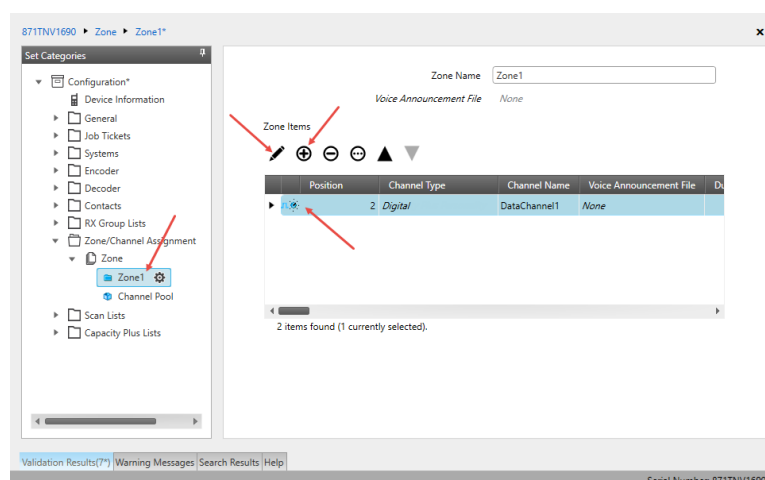 871TNV1690 Zone Zone1*
Set Categories
Configuration*
Device Information
General
Job Tickets
Systems
Encoder
Decoder
Contacts
RX Group Lists
Zone/Channel Assignment
Zone
Zone1
Channel Pool
Scan Lists
Capacity Plus Lists
Zone Name Zone1
Voice Announcement File None
Zone Items
Position Channel Type Channel Name Voice Announcement File
2 Digital DataChannel1 None
2 items found (1 currently selected).
Validation Results(7*) Warning Messages Search Results Help
Serial Number: 871TNV1690